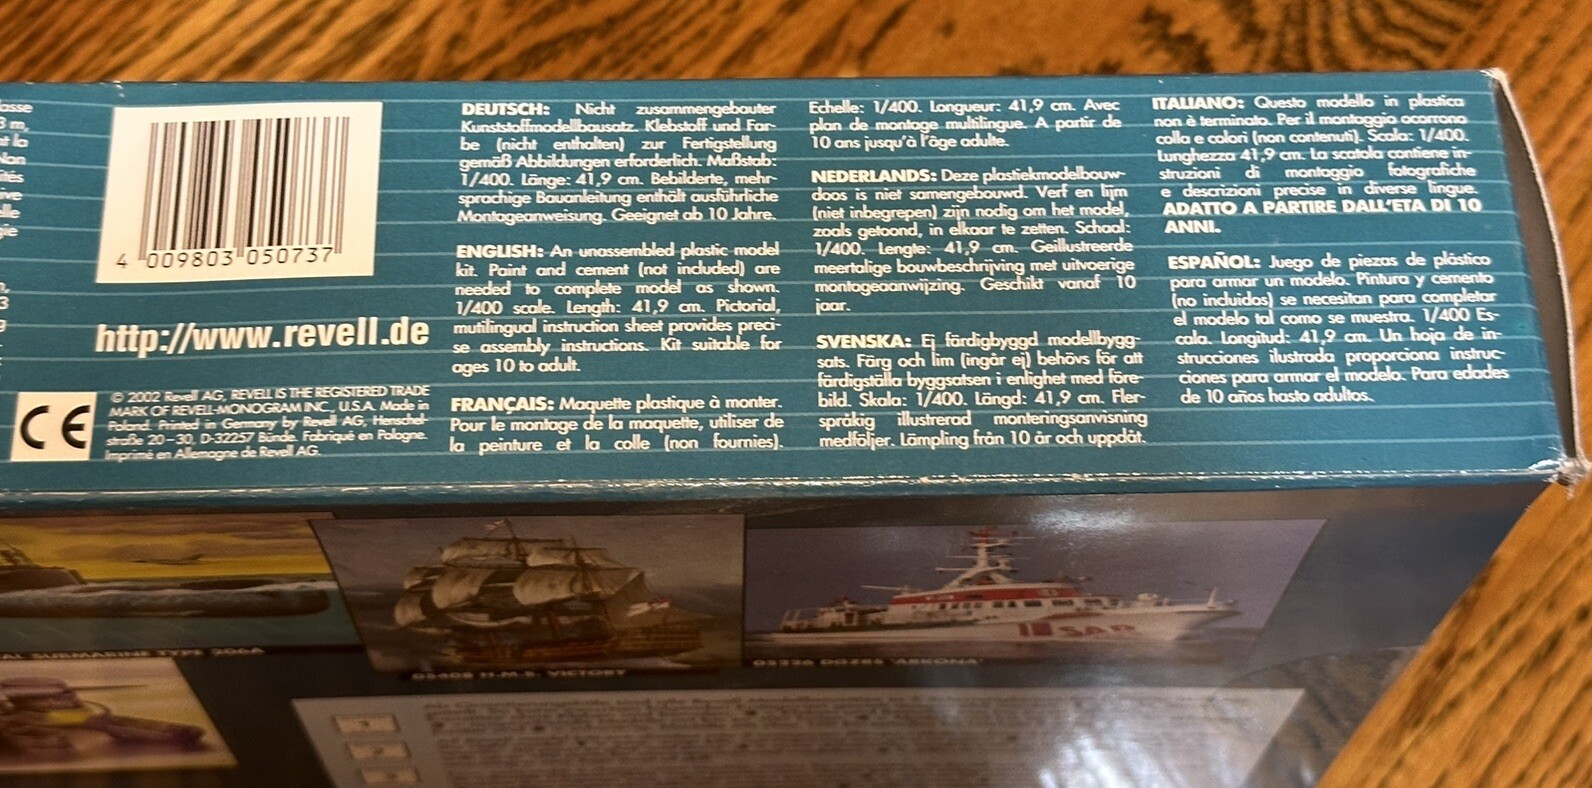 asse
3 m,
at la
Non
ités
ive
elle
gie
4 009803 050737
http://www.revell.de
CE
© 2002 Revell AG, REVELL IS THE REGISTERED TRADE
MARK OF REVELL-MONOGRAM INC., U.S.A. Made in
Poland. Printed in Germany by Revell AG, Henschel-
straße 20–30, D-32257 Bünde. Fabriqué en Pologne.
Imprimé en Allemagne de Revell AG.
DEUTSCH: Nicht zusammengebauter
Kunststoffmodellbausatz. Klebstoff und Far-
be (nicht enthalten) zur Fertigstellung
gemäß Abbildungen erforderlich. Maßstab:
1/400. Länge: 41,9 cm. Bebilderte, mehr-
sprachige Bauanleitung enthält ausführliche
Montageanweisung. Geeignet ab 10 Jahre.
ENGLISH: An unassembled plastic model
kit. Paint and cement (not included) are
needed to complete model as shown.
1/400 scale. Length: 41,9 cm. Pictorial,
mutilingual instruction sheet provides preci-
se assembly instructions. Kit suitable for
ages 10 to adult.
FRANÇAIS: Maquette plastique à monter.
Pour le montage de la maquette, utiliser de
la peinture et la colle (non fournies).
Echelle: 1/400. Longueur: 41,9 cm. Avec
plan de montage multilingue. A partir de
10 ans jusqu'à l'âge adulte.
NEDERLANDS: Deze plastiekmodelbouw-
doos is niet samengebouwd. Verf en lijm
(niet inbegrepen) zijn nodig om het model,
zoals getoond, in elkaar te zetten. Schaal:
1/400. Lengte: 41,9 cm. Geillustreerde
meertalige bouwbeschrijving met uitvoerige
montageaanwijzing. Geschikt vanaf 10
jaar.
SVENSKA: Ej färdigbyggd modellbygg-
sats. Färg och lim (ingår ej) behövs för att
färdigställa byggsatsen i enlighet med före-
bild. Skala: 1/400. Längd: 41,9 cm. Fler-
språkig illustrerad monteringsanvisning
medföljer. Lämpling från 10 år och uppdåt.
ITALIANO: Questo modello in plastica
non è terminato. Per il montaggio ocorrono
colla e colori (non contenuti). Scala: 1/400.
Lunghezza 41,9 cm. La scatola contiene in-
struzioni di montaggio fotografiche
e descrizioni precise in diverse lingue.
ADATTO A PARTIRE DALL'ETA DI 10
ANNI.
ESPAÑOL: Juego de piezas de plástico
para armar un modelo. Pintura y cemento
(no incluidos) se necesitan para completar
el modelo tal como se muestra. 1/400 Es-
cala. Longitud: 41,9 cm. Un hoja de in-
strucciones ilustrada proporciona instruc-
ciones para armar el modelo. Para edades
de 10 años hasta adultos.
SUBMARINE TYPE 206A
05408 H.M.S. VICTORY
SAR
"ARKONA"
1
2
3